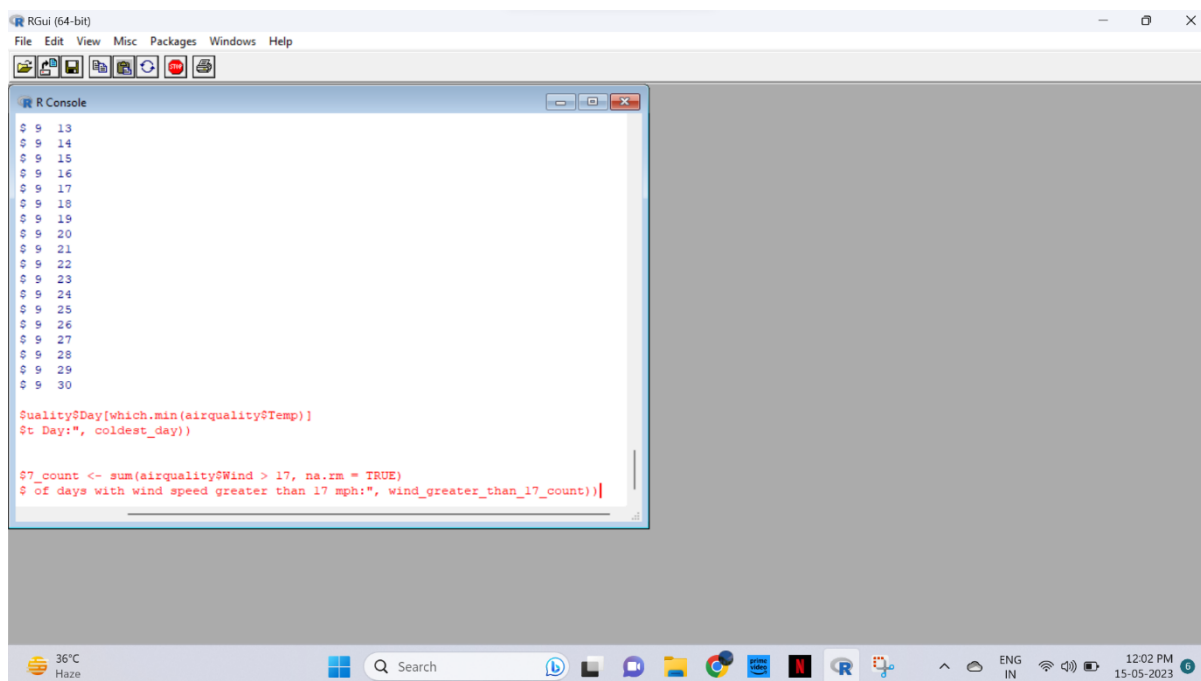 RGui (64-bit)
File Edit View Misc Packages Windows Help
STOP
R Console
$ 9 13
$ 9 14
$ 9 15
$ 9 16
$ 9 17
$ 9 18
$ 9 19
$ 9 20
$ 9 21
$ 9 22
$ 9 23
$ 9 24
$ 9 25
$ 9 26
$ 9 27
$ 9 28
$ 9 29
$ 9 30
$uality$Day[which.min(airquality$Temp)]
$t Day:", coldest_day))
$7_count <- sum(airquality$Wind > 17, na.rm = TRUE)
$ of days with wind speed greater than 17 mph:", wind_greater_than_17_count))
36°C
Haze
Search
prime video
N
R
ENG
IN
12:02 PM
15-05-2023
6